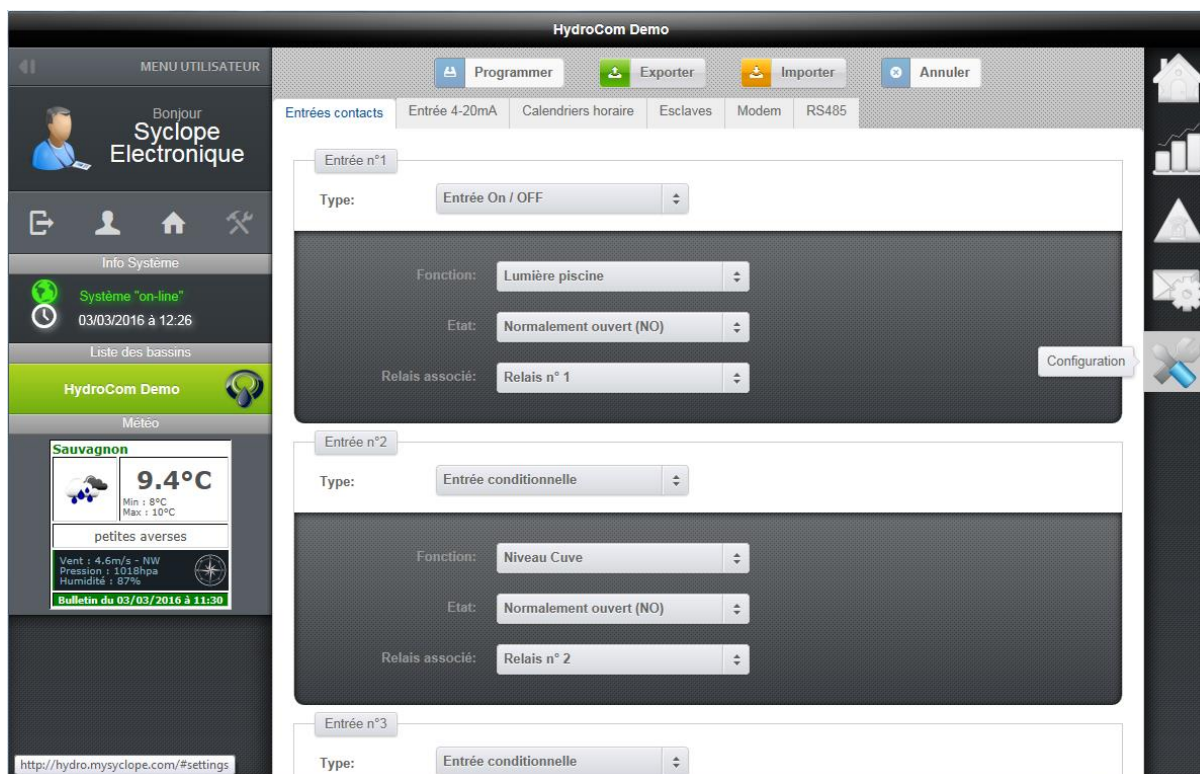 HydroCom Demo
MENU UTILISATEUR
Bonjour
Syclope
Electronique
Info Système
Système "on-line"
03/03/2016 à 12:26
Liste des bassins
HydroCom Demo
Météo
Sauvagnon
9.4°C
Min : 8°C
Max : 10°C
petites averses
Vent : 4.6m/s - NW
Pression : 1018hpa
Humidité : 87%
Bulletin du 03/03/2016 à 11:30
http://hydro.mysyclope.com/#settings
Programmer Exporter Importer Annuler
Entrées contacts Entrée 4-20mA Calendriers horaire Esclaves Modem RS485
Entrée n°1
Type: Entrée On / OFF
Fonction: Lumière piscine
Etat: Normalement ouvert (NO)
Relais associé: Relais n° 1
Entrée n°2
Type: Entrée conditionnelle
Fonction: Niveau Cuve
Etat: Normalement ouvert (NO)
Relais associé: Relais n° 2
Entrée n°3
Type: Entrée conditionnelle
Configuration